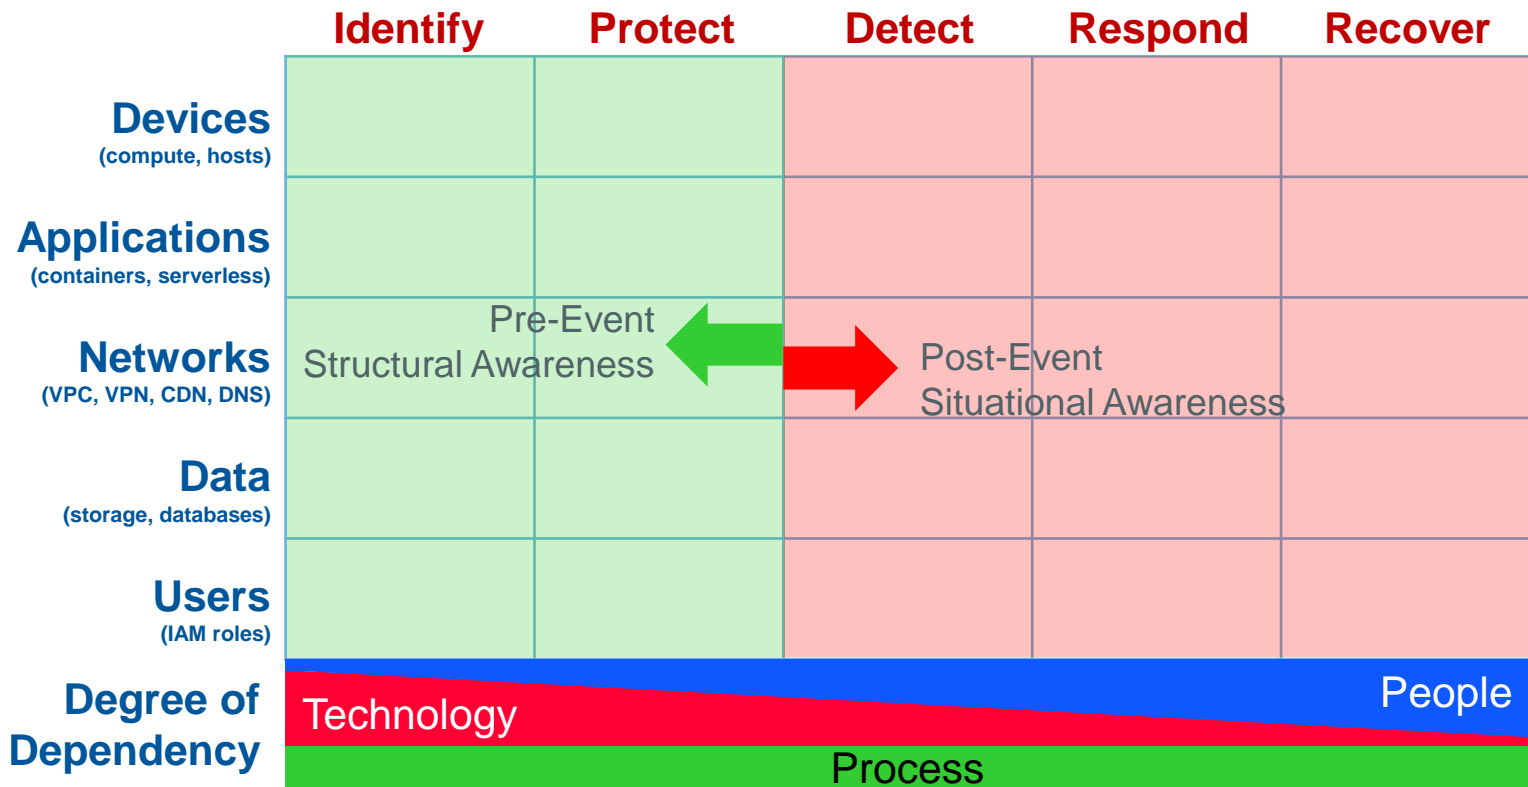 Identify Protect Detect Respond Recover
Devices
(compute, hosts)
Applications
(containers, serverless)
Networks
(VPC, VPN, CDN, DNS)
Pre-Event
Structural Awareness
Post-Event
Situational Awareness
Data
(storage, databases)
Users
(IAM roles)
Degree of
Dependency
Technology
People
Process